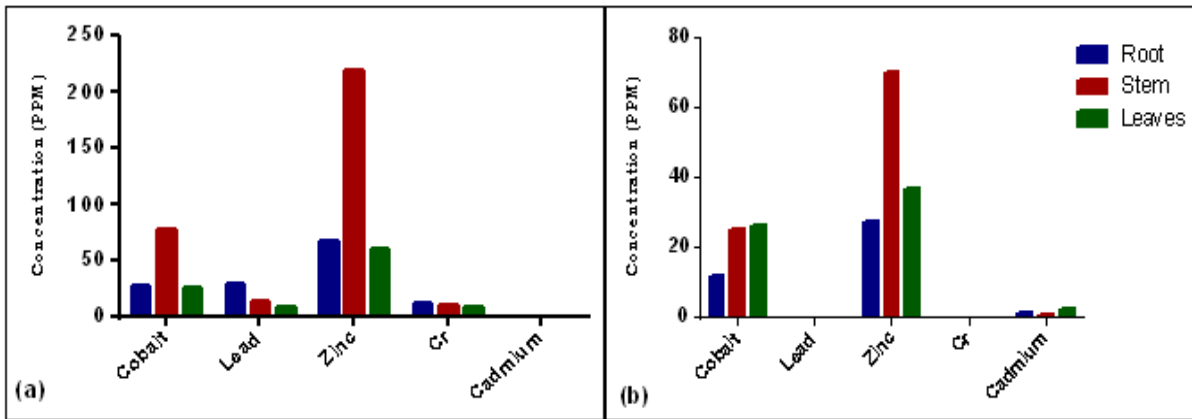 250
200
150
100
50
0
Concentration (PPM)
Cobalt
Lead
Zinc
Cr
Cadmium
(a)
80
60
40
20
0
Concentration (PPM)
Cobalt
Lead
Zinc
Cr
Cadmium
(b)
Root
Stem
Leaves